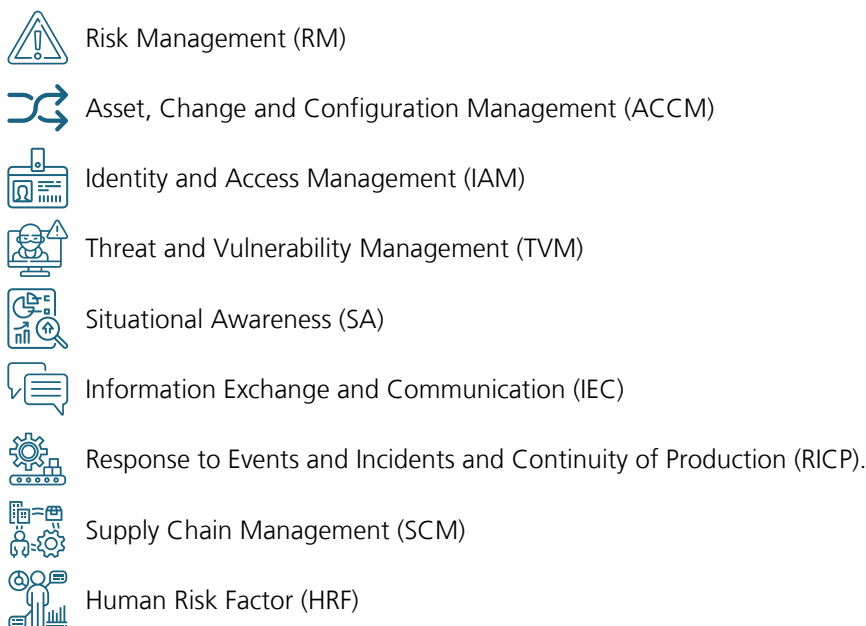 Risk Management (RM)
Asset, Change and Configuration Management (ACCM)
Identity and Access Management (IAM)
Threat and Vulnerability Management (TVM)
Situational Awareness (SA)
Information Exchange and Communication (IEC)
Response to Events and Incidents and Continuity of Production (RICP).
Supply Chain Management (SCM)
Human Risk Factor (HRF)